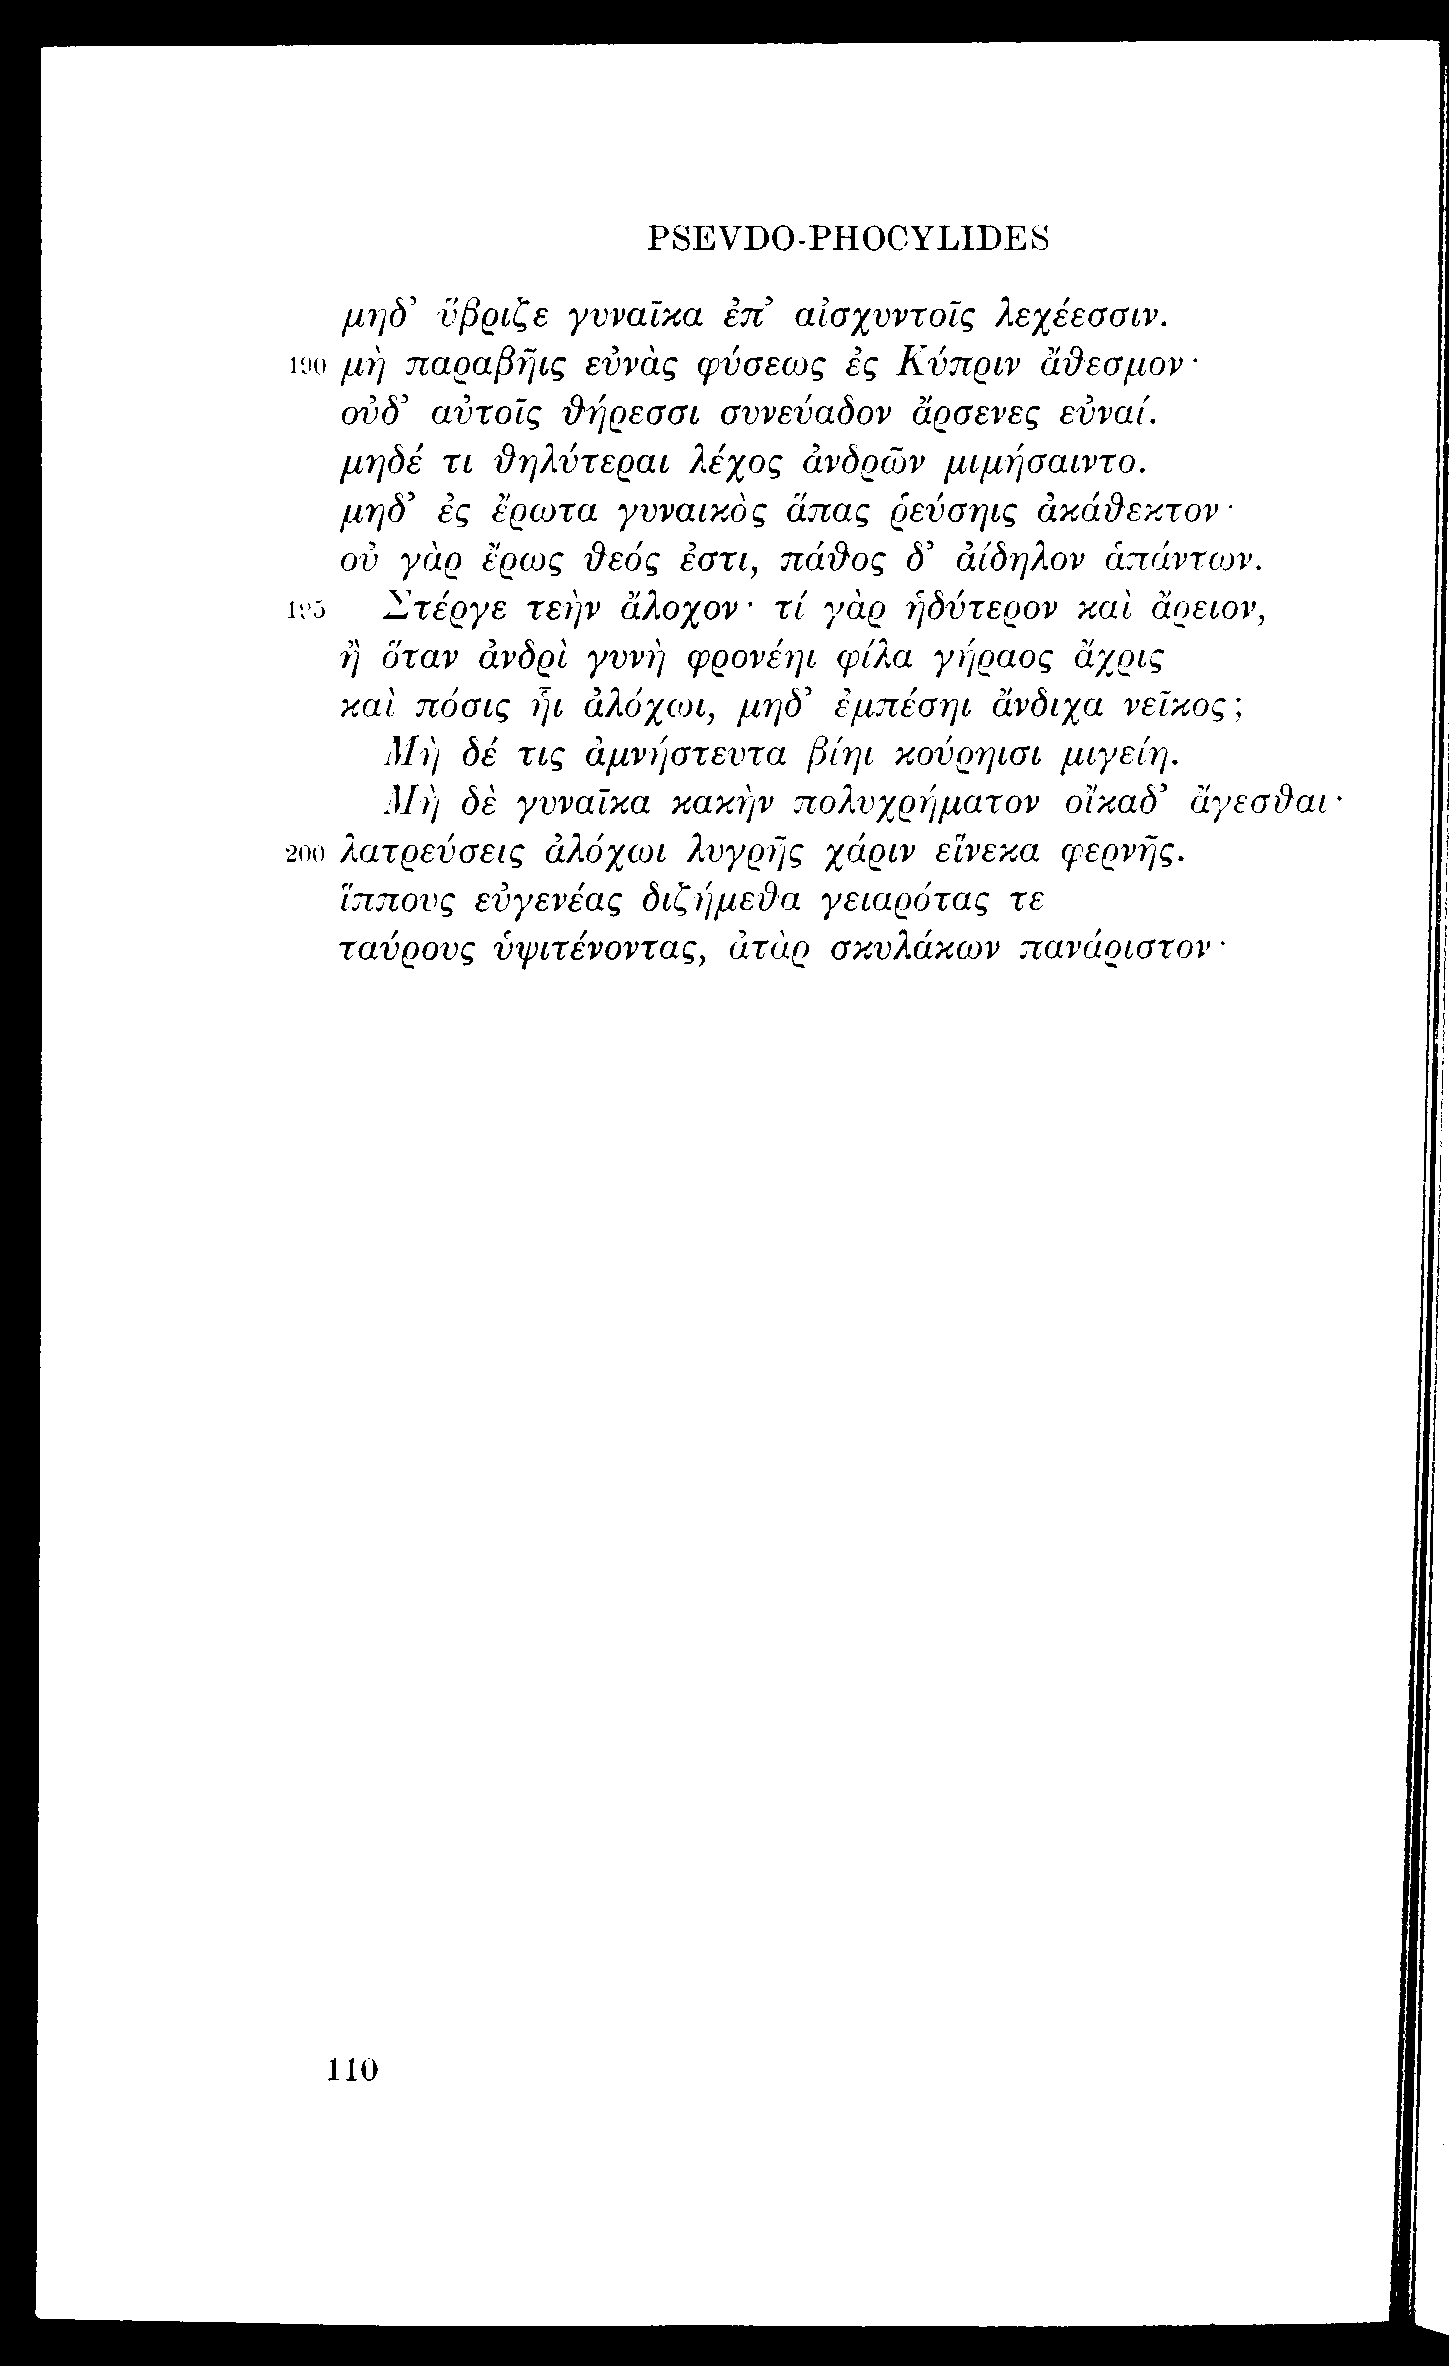 PSEVDO-PHOCYLIDES
μηδ’ ὕβριζε γυναῖκα ἐπ’ αἰσχυντοῖς λεχέεσσιν.
190 μὴ παραβῆις εὐνὰς φύσεως ἐς Κύπριν ἄθεσμον·
οὐδ’ αὐτοῖς θήρεσσι συνεύαδον ἄρσενες εὐναί.
μηδέ τι θηλύτεραι λέχος ἀνδρῶν μιμήσαιντο.
μηδ’ ἐς ἔρωτα γυναικὸς ἅπας ῥεύσηις ἀκάθεκτον·
οὐ γὰρ ἔρως θεός ἐστι, πάθος δ’ ἀίδηλον ἁπάντων.
195 Στέργε τεὴν ἄλοχον· τί γὰρ ἡδύτερον καὶ ἄρειον,
ἢ ὅταν ἀνδρὶ γυνὴ φρονέηι φίλα γήραος ἄχρις
καὶ πόσις ἧι ἀλόχωι, μηδ’ ἐμπέσηι ἄνδιχα νεῖκος;
Μὴ δέ τις ἀμνήστευτα βίηι κούρηισι μιγείη.
Μὴ δὲ γυναῖκα κακὴν πολυχρήματον οἴκαδ’ ἄγεσθαι·
200 λατρεύσεις ἀλόχωι λυγρῆς χάριν εἵνεκα φερνῆς.
ἵππους εὐγενέας διζήμεθα γειαρότας τε
ταύρους ὑψιτένοντας, ἀτὰρ σκυλάκων πανάριστον·
110